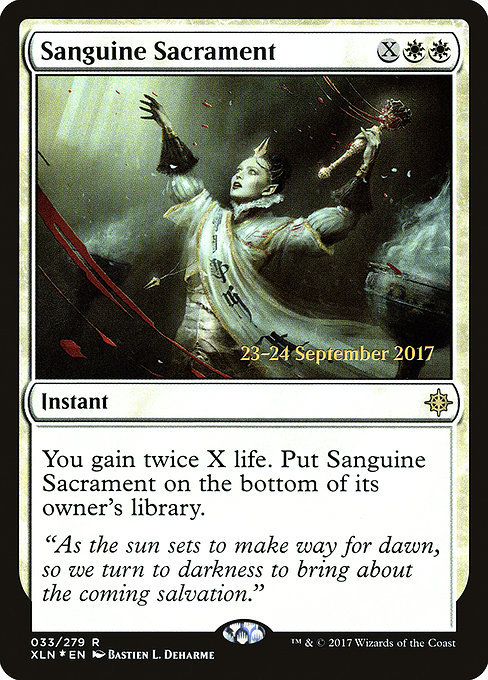 Sanguine Sacrament X
23–24 September 2017
Instant
You gain twice X life. Put Sanguine
Sacrament on the bottom of its
owner's library.
"As the sun sets to make way for dawn,
so we turn to darkness to bring about
the coming salvation."
033/279 R
™ & © 2017 Wizards of the Coast
XLN EN Bastien L. Deharme